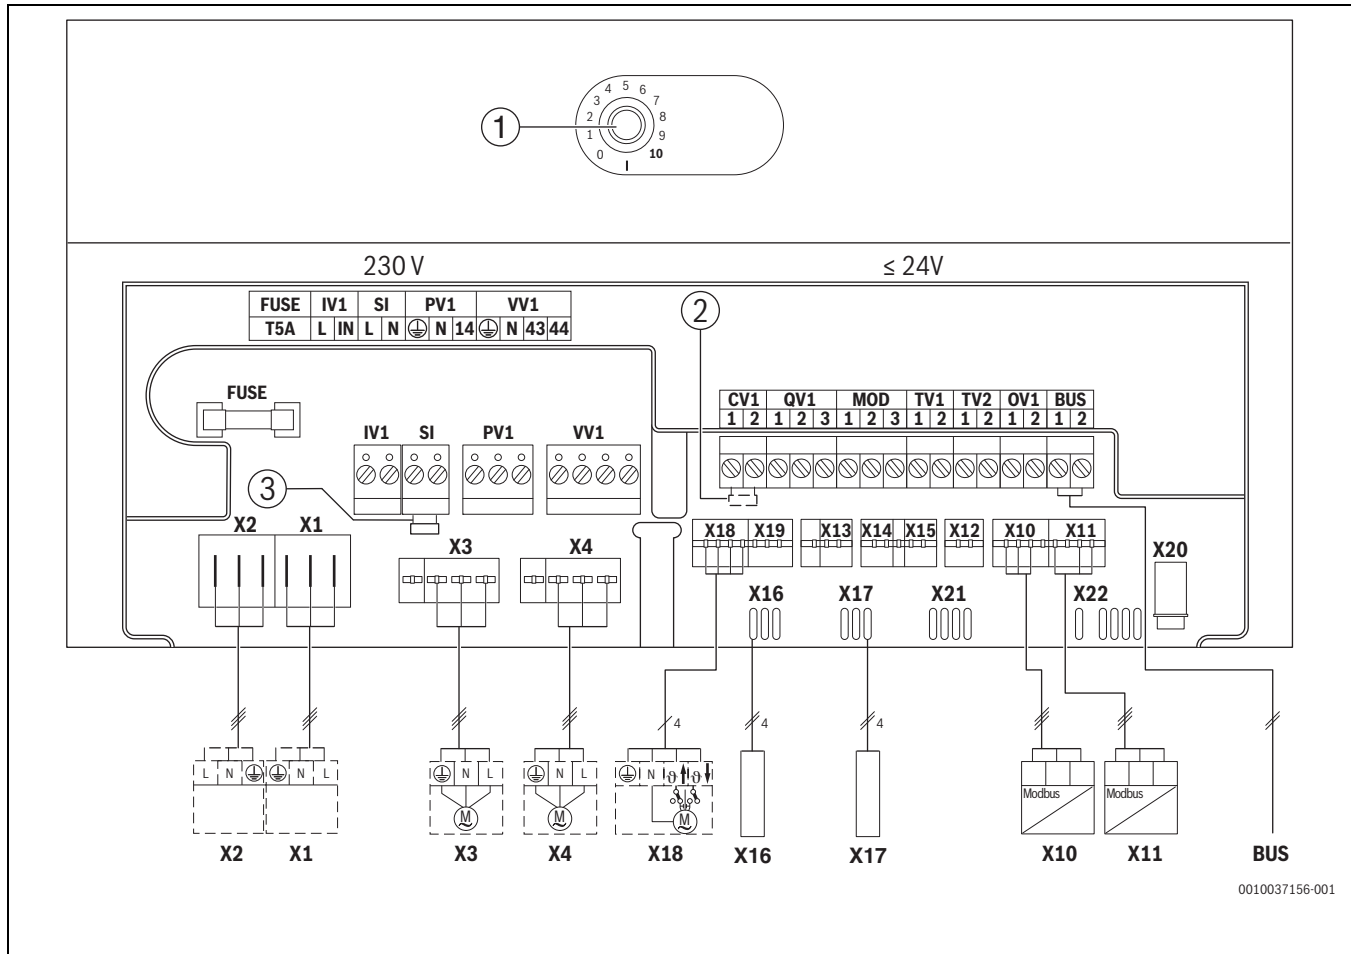 4 5 6
3 7
2 8
1 9
0 10
I
1
230 V ≤ 24V
FUSE IV1 SI PV1 VV1
T5A L IN L N N 14 N 43 44
2
FUSE
CV1 QV1 MOD TV1 TV2 OV1 BUS
1 2 1 2 3 1 2 3 1 2 1 2 1 2 1 2
IV1 SI PV1 VV1
3
X2 X1 X3 X4
X18 X19 X13 X14 X15 X12 X10 X11
X20
X16 X17 X21 X22
4 4 4
L N N L N L N L N ϑ ϑ
M M M
Modbus Modbus
X2 X1 X3 X4 X18 X16 X17 X10 X11 BUS
0010037156-001